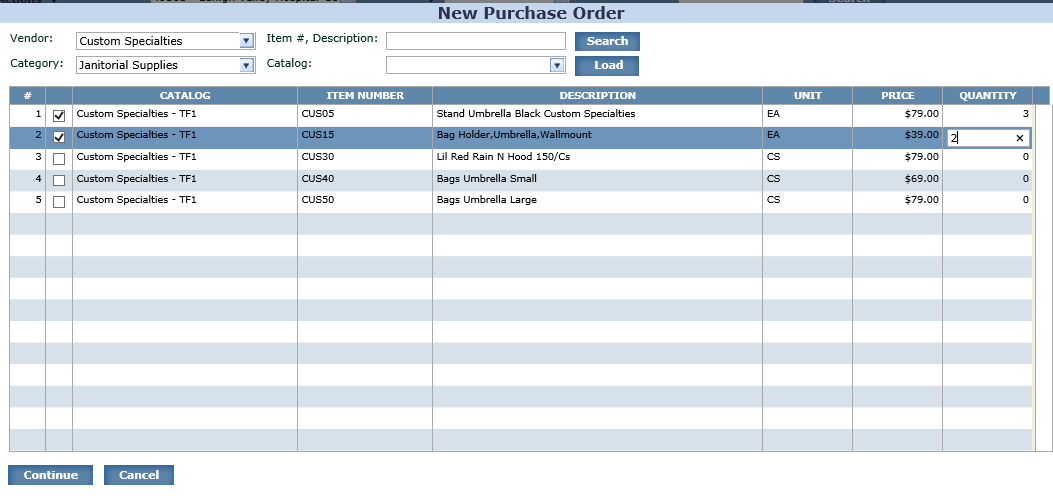 New Purchase Order
Vendor: Custom Specialties Item #, Description: Search
Category: Janitorial Supplies Catalog: Load
# CATALOG ITEM NUMBER DESCRIPTION UNIT PRICE QUANTITY
1 Custom Specialties - TF1 CUS05 Stand Umbrella Black Custom Specialties EA $79.00 3
2 Custom Specialties - TF1 CUS15 Bag Holder,Umbrella,Wallmount EA $39.00 2
3 Custom Specialties - TF1 CUS30 Lil Red Rain N Hood 150/Cs CS $79.00 0
4 Custom Specialties - TF1 CUS40 Bags Umbrella Small CS $69.00 0
5 Custom Specialties - TF1 CUS50 Bags Umbrella Large CS $79.00 0
Continue Cancel